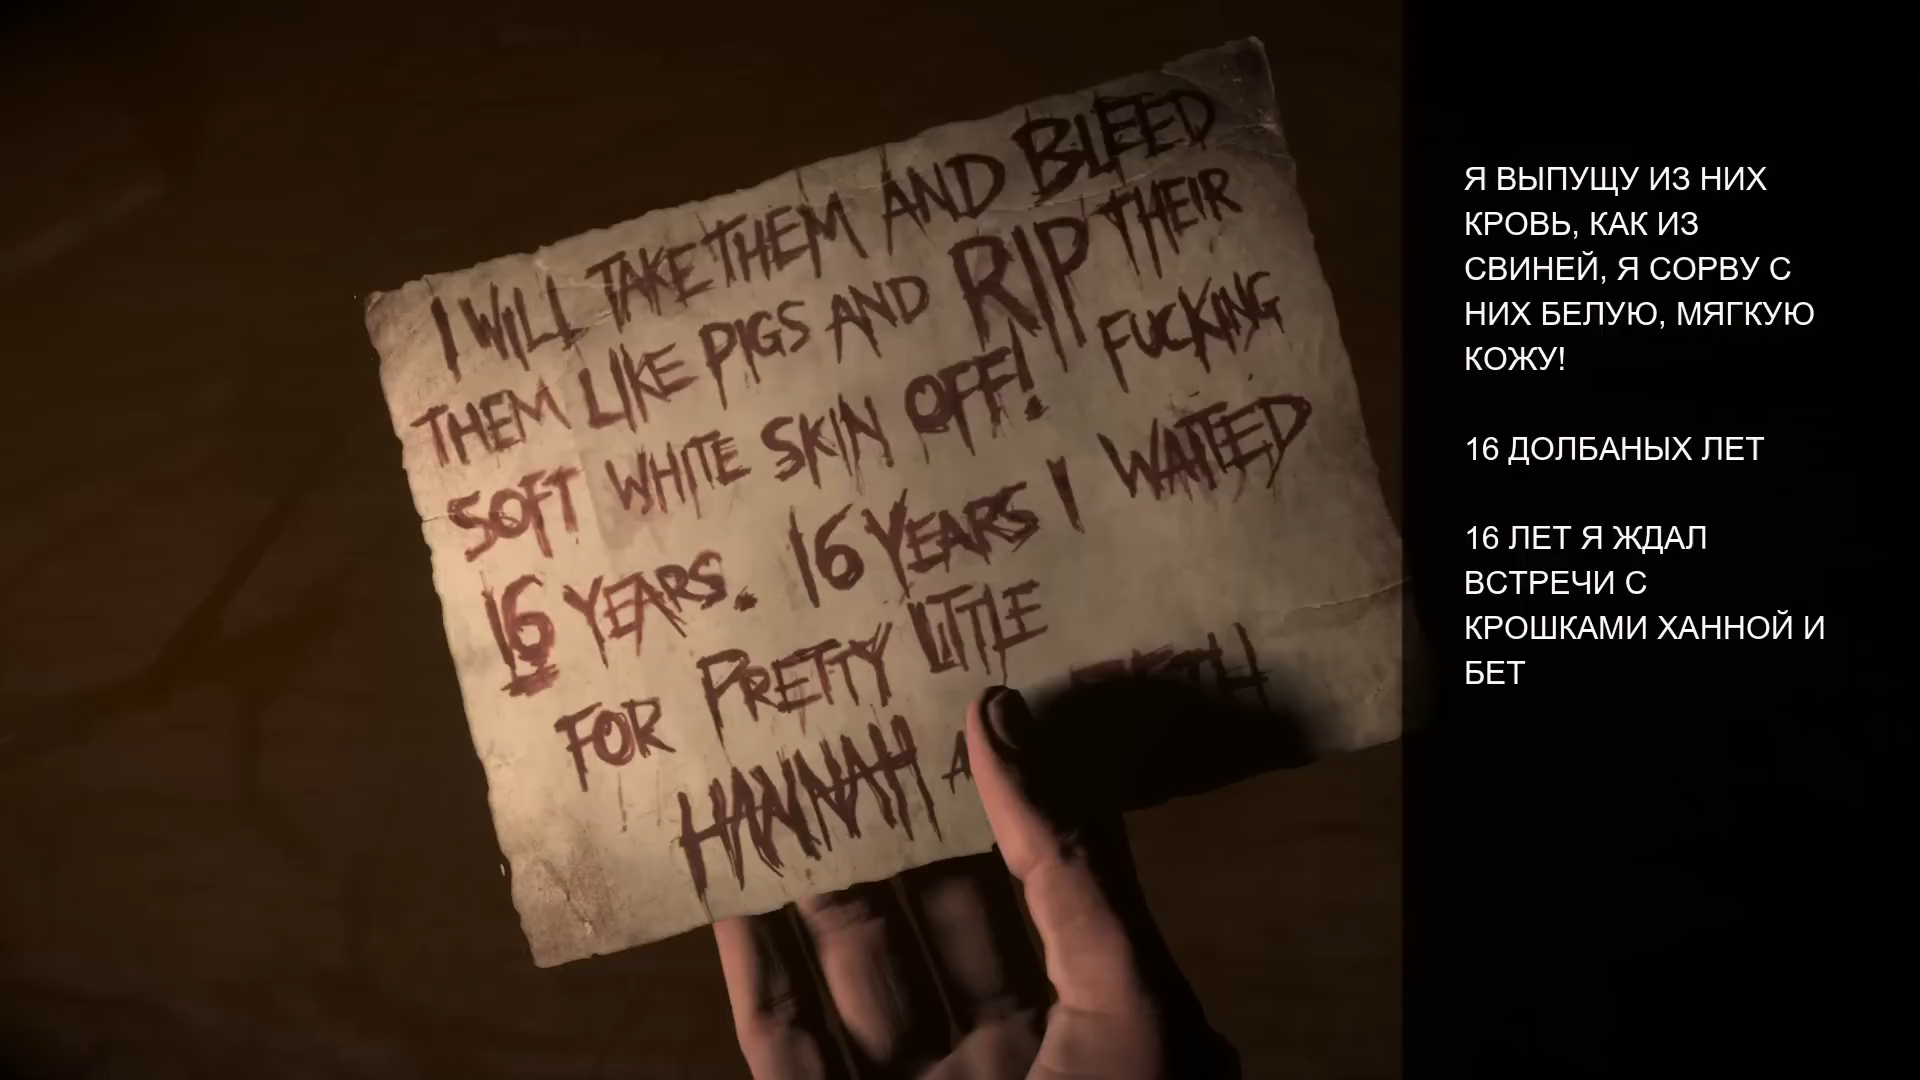 I WILL TAKE THEM AND BLEED
THEM LIKE PIGS AND RIP THEIR
SOFT WHITE SKIN OFF! FUCKING
16 YEARS. 16 YEARS I WAITED
FOR PRETTY LITTLE
HANNAH
Я ВЫПУЩУ ИЗ НИХ
КРОВЬ, КАК ИЗ
СВИНЕЙ, Я СОРВУ С
НИХ БЕЛУЮ, МЯГКУЮ
КОЖУ!
16 ДОЛБАНЫХ ЛЕТ
16 ЛЕТ Я ЖДАЛ
ВСТРЕЧИ С
КРОШКАМИ ХАННОЙ И
БЕТ